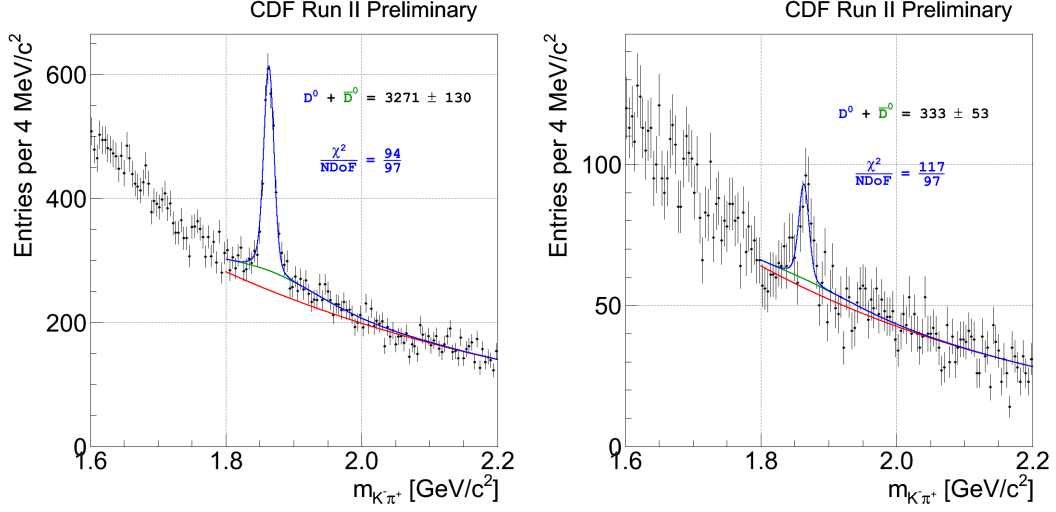 CDF Run II Preliminary
Entries per 4 MeV/c²
600
400
200
0
D⁰ + D̅⁰ = 3271 ± 130
χ²/NDoF = 94/97
1.6 1.8 2.0 2.2
m_K⁻π⁺ [GeV/c²]
CDF Run II Preliminary
Entries per 4 MeV/c²
100
50
0
D⁰ + D̅⁰ = 333 ± 53
χ²/NDoF = 117/97
1.6 1.8 2.0 2.2
m_K⁻π⁺ [GeV/c²]